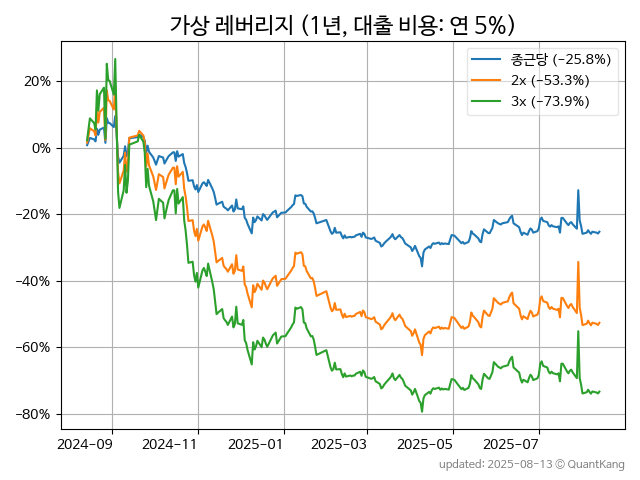 가상 레버리지 (1년, 대출 비용: 연 5%)
종근당 (−25.8%)
2x (−53.3%)
3x (−73.9%)
20%
0%
−20%
−40%
−60%
−80%
2024-09 2024-11 2025-01 2025-03 2025-05 2025-07
updated: 2025-08-13 © QuantKang